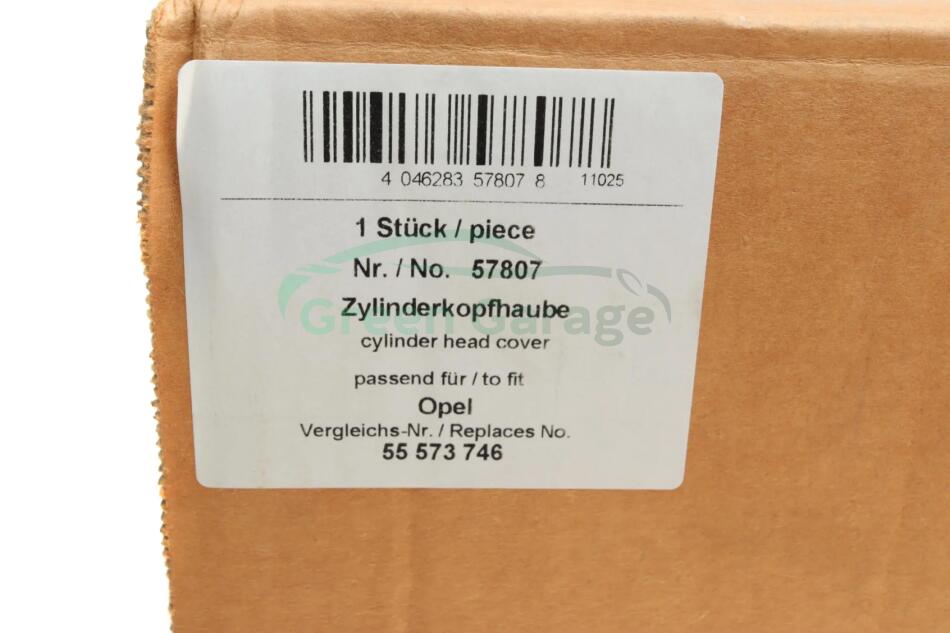 4 046283 57807 8 11025
1 Stück / piece
Nr. / No. 57807
Zylinderkopfhaube
Green Garage
cylinder head cover
passend für / to fit
Opel
Vergleichs-Nr. / Replaces No.
55 573 746